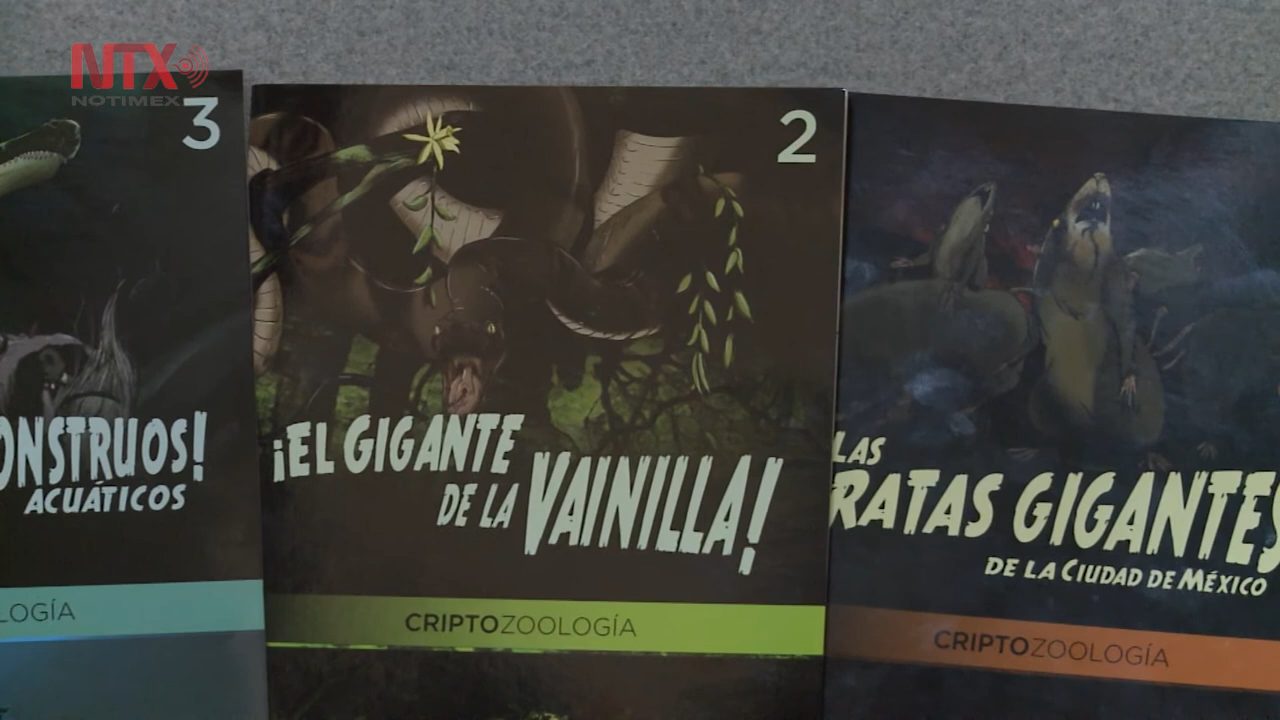 NTX
NOTIMEX
3
ONSTRUOS!
ACUÁTICOS
LOGÍA
2
¡EL GIGANTE
DE LA VAINILLA!
CRIPTOZOOLOGÍA
LAS
RATAS GIGANTES
DE LA CIUDAD DE MÉXICO
CRIPTOZOOLOGÍA